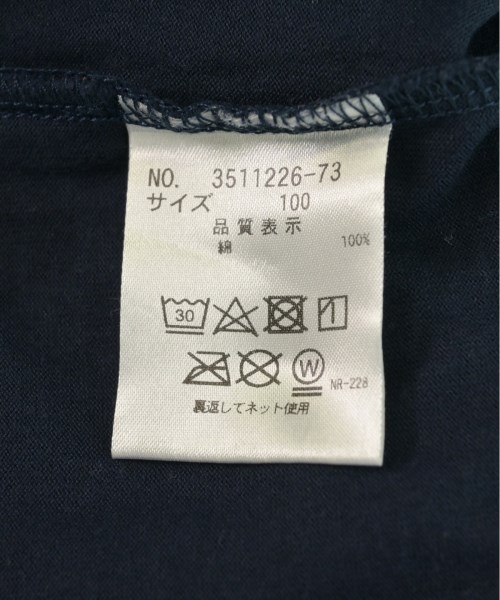 NO. 3511226-73
サイズ 100
品質表示
綿 100%
30
W NR-228
裏返してネット使用